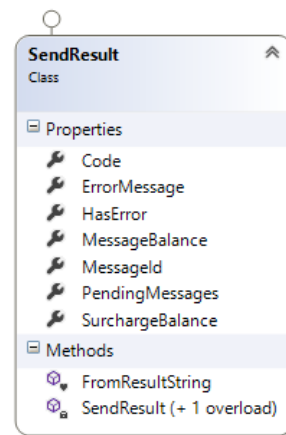 SendResult
Class
Properties
Code
ErrorMessage
HasError
MessageBalance
MessageId
PendingMessages
SurchargeBalance
Methods
FromResultString
SendResult (+ 1 overload)